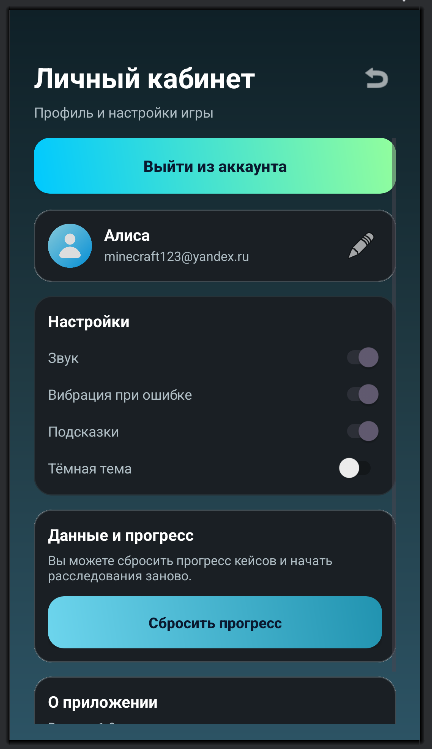 Личный кабинет
Профиль и настройки игры
Выйти из аккаунта
Алиса
minecraft123@yandex.ru
Настройки
Звук
Вибрация при ошибке
Подсказки
Тёмная тема
Данные и прогресс
Вы можете сбросить прогресс кейсов и начать
расследования заново.
Сбросить прогресс
О приложении